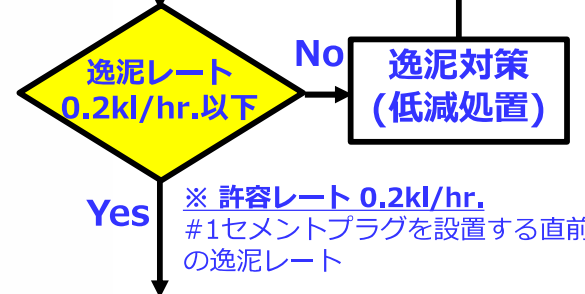 逸泥レート
0.2kl/hr.以下
No
逸泥対策
(低減処置)
Yes
※ 許容レート 0.2kl/hr.
#1セメントプラグを設置する直前
の逸泥レート